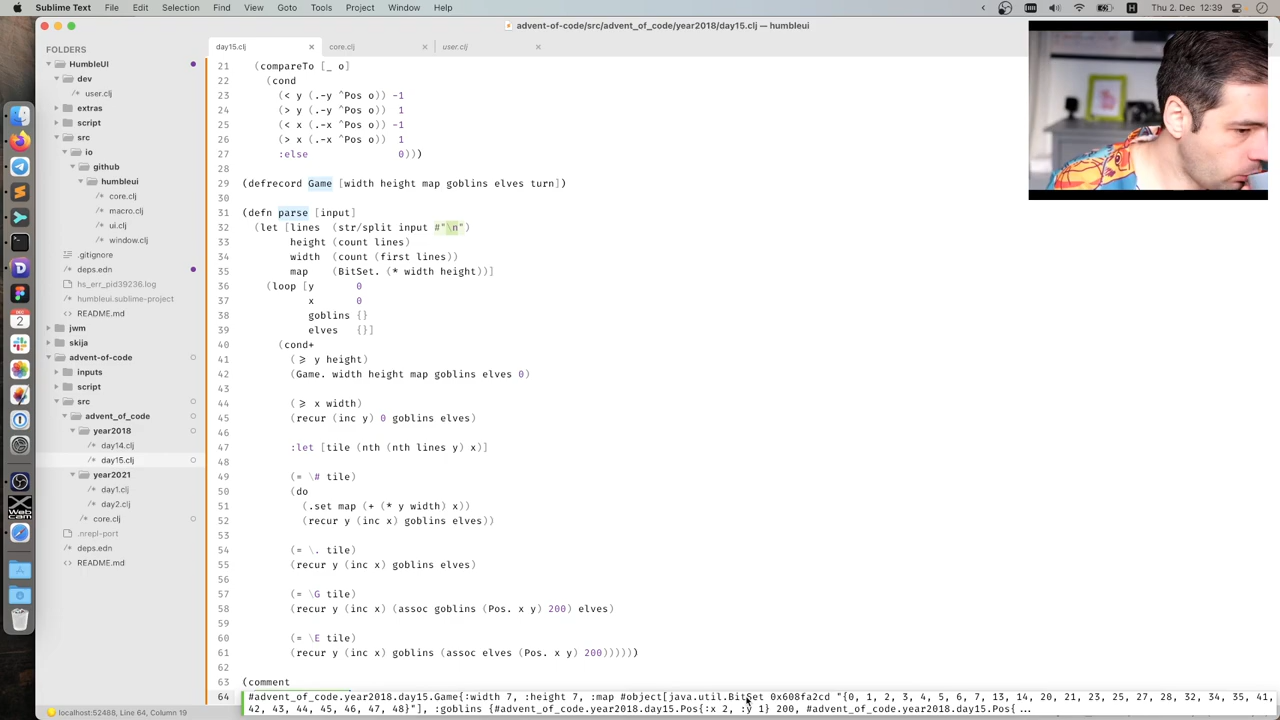 Sublime Text File Edit Selection Find View Goto Tools Project Window Help
Thu 2. Dec 12:39
advent-of-code/src/advent_of_code/year2018/day15.clj — humbleui
FOLDERS
HumbleUI
dev
user.clj
extras
script
src
io
github
humbleui
core.clj
macro.clj
ui.clj
window.clj
.gitignore
deps.edn
hs_err_pid39236.log
humbleui.sublime-project
README.md
jwm
skija
advent-of-code
inputs
script
src
advent_of_code
year2018
day14.clj
day15.clj
year2021
day1.clj
day2.clj
core.clj
.nrepl-port
deps.edn
README.md
day15.clj core.clj user.clj
21 (compareTo [_ o]
22 (cond
23 (< y (.-y ^Pos o)) -1
24 (> y (.-y ^Pos o)) 1
25 (< x (.-x ^Pos o)) -1
26 (> x (.-x ^Pos o)) 1
27 :else 0)))
28
29 (defrecord Game [width height map goblins elves turn])
30
31 (defn parse [input]
32 (let [lines (str/split input #"\n")
33 height (count lines)
34 width (count (first lines))
35 map (BitSet. (* width height))]
36 (loop [y 0
37 x 0
38 goblins {}
39 elves {}]
40 (cond+
41 (≥ y height)
42 (Game. width height map goblins elves 0)
43
44 (≥ x width)
45 (recur (inc y) 0 goblins elves)
46
47 :let [tile (nth (nth lines y) x)]
48
49 (= \# tile)
50 (do
51 (.set map (+ (* y width) x))
52 (recur y (inc x) goblins elves))
53
54 (= \. tile)
55 (recur y (inc x) goblins elves)
56
57 (= \G tile)
58 (recur y (inc x) (assoc goblins (Pos. x y) 200) elves)
59
60 (= \E tile)
61 (recur y (inc x) goblins (assoc elves (Pos. x y) 200))))))
62
63 (comment
64 #advent_of_code.year2018.day15.Game{:width 7, :height 7, :map #object[java.util.BitSet 0x608fa2cd "{0, 1, 2, 3, 4, 5, 6, 7, 13, 14, 20, 21, 23, 25, 27, 28, 32, 34, 35, 41,
42, 43, 44, 45, 46, 47, 48}"], :goblins {#advent_of_code.year2018.day15.Pos{:x 2, :y 1} 200, #advent_of_code.year2018.day15.Pos{ ...
localhost:52488, Line 64, Column 19